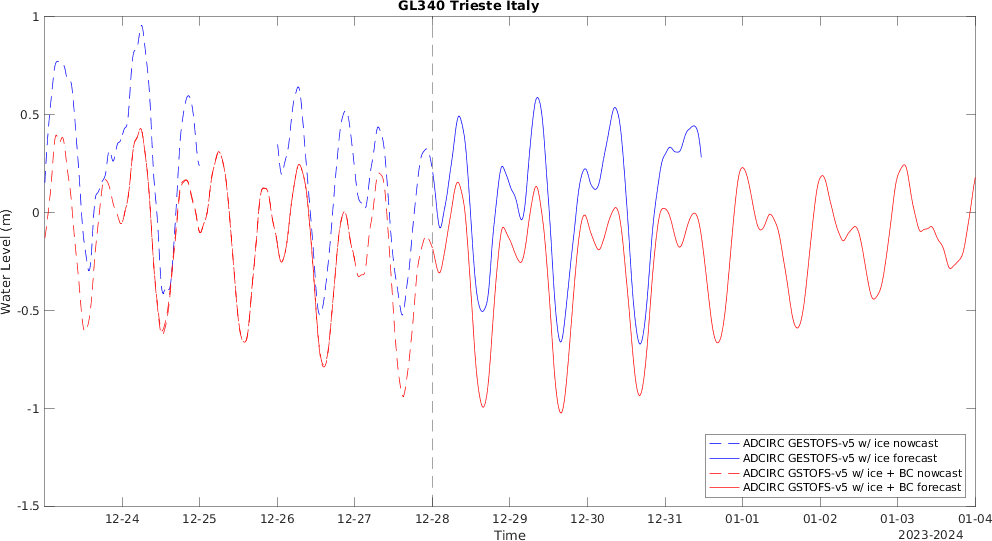 GL340 Trieste Italy
1
0.5
0
-0.5
-1
-1.5
Water Level (m)
12-24 12-25 12-26 12-27 12-28 12-29 12-30 12-31 01-01 01-02 01-03 01-04
Time
2023-2024
ADCIRC GESTOFS-v5 w/ ice nowcast
ADCIRC GESTOFS-v5 w/ ice forecast
ADCIRC GSTOFS-v5 w/ ice + BC nowcast
ADCIRC GSTOFS-v5 w/ ice + BC forecast